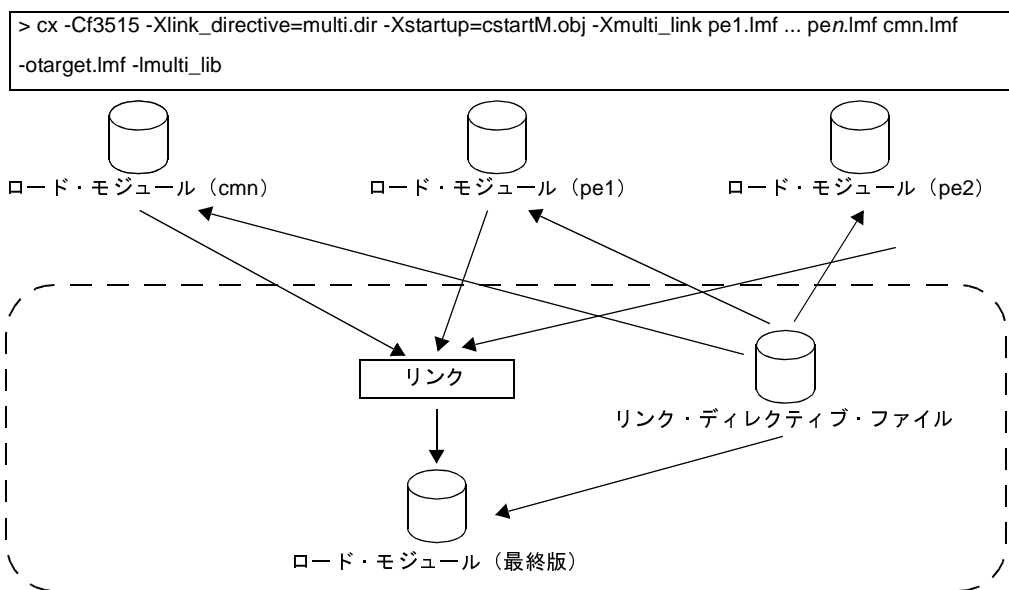 > cx -Cf3515 -Xlink_directive=multi.dir -Xstartup=cstartM.obj -Xmulti_link pe1.lmf ... pen.lmf cmn.lmf
-otarget.lmf -lmulti_lib
ロード・モジュール（cmn）
ロード・モジュール（pe1）
ロード・モジュール（pe2）
リンク
リンク・ディレクティブ・ファイル
ロード・モジュール（最終版）